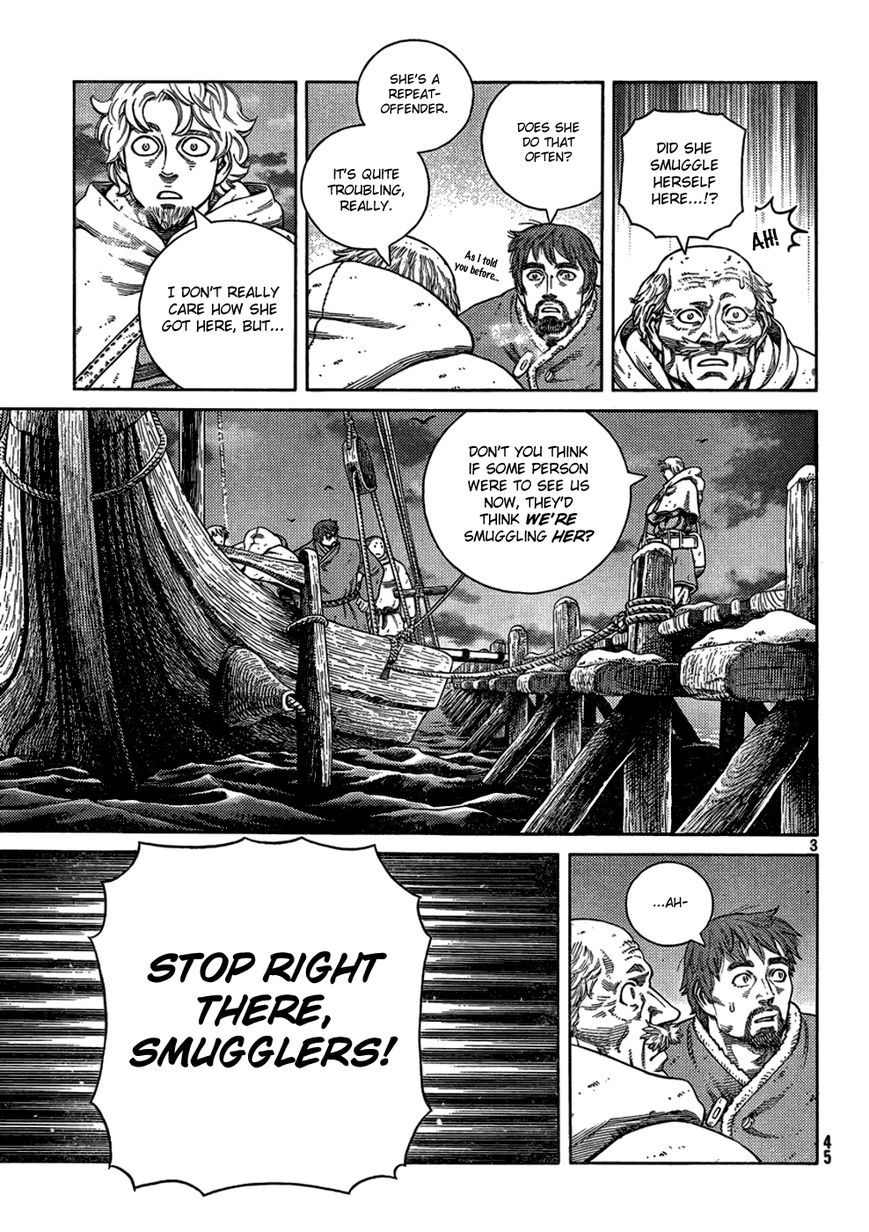 DID SHE
SMUGGLE
HERSELF
HERE...!?
AH!
DOES SHE
DO THAT
OFTEN?
SHE'S A
REPEAT-
OFFENDER.
IT'S QUITE
TROUBLING,
REALLY.
As I told
you before...
I DON'T REALLY
CARE HOW SHE
GOT HERE, BUT...
DON'T YOU THINK
IF SOME PERSON
WERE TO SEE US
NOW, THEY'D
THINK WE'RE
SMUGGLING HER?
3
...AH-
STOP RIGHT
THERE,
SMUGGLERS!
45